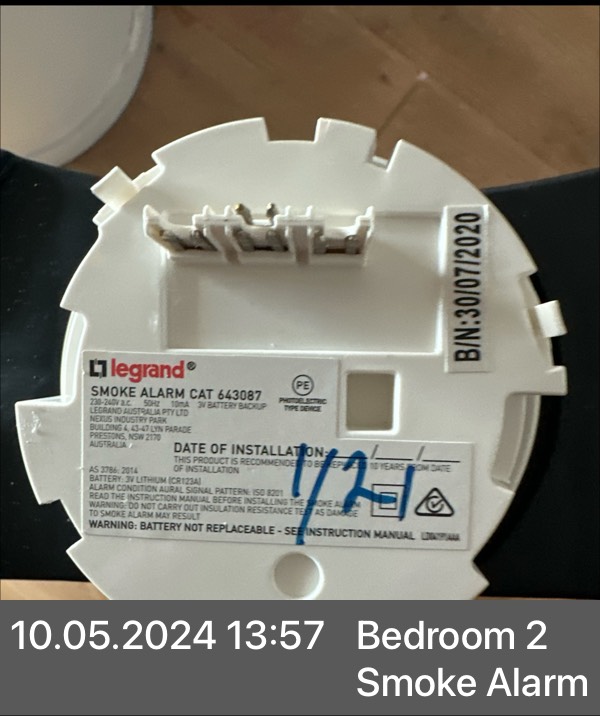 B/N:30/07/2020
legrand®
SMOKE ALARM CAT 643087
230-240V a.c. 50Hz 10mA 3V BATTERY BACKUP
LEGRAND AUSTRALIA PTY LTD
NEXUS INDUSTRY PARK
BUILDING 4, 43-47 LYN PARADE
PRESTONS, NSW 2170
AUSTRALIA
PE
PHOTOELECTRIC
TYPE DEVICE
DATE OF INSTALLATION: / /
THIS PRODUCT IS RECOMMENDED TO BE 10 YEARS FROM DATE
OF INSTALLATION
1/21
AS 3786: 2014
BATTERY: 3V LITHIUM (CR123A)
ALARM CONDITION AURAL SIGNAL PATTERN: ISO 8201
READ THE INSTRUCTION MANUAL BEFORE INSTALLING THE SMOKE ALARM
WARNING: DO NOT CARRY OUT INSULATION RESISTANCE TEST AS DAMAGE
TO SMOKE ALARM MAY RESULT
WARNING: BATTERY NOT REPLACEABLE - SEE INSTRUCTION MANUAL
10.05.2024 13:57 Bedroom 2
Smoke Alarm